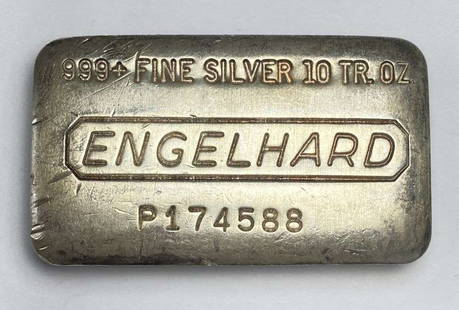 999+ FINE SILVER 10 TR. OZ
ENGELHARD
P174588